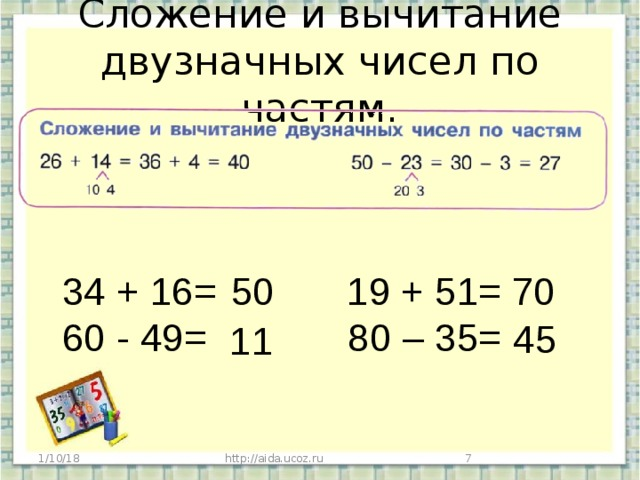 Сложение и вычитание
двузначных чисел по
частям.
Сложение и вычитание двузначных чисел по частям
26 + 14 = 36 + 4 = 40 50 – 23 = 30 – 3 = 27
10 4 20 3
34 + 16= 50 19 + 51= 70
60 - 49= 11 80 – 35= 45
1/10/18 http://aida.ucoz.ru 7